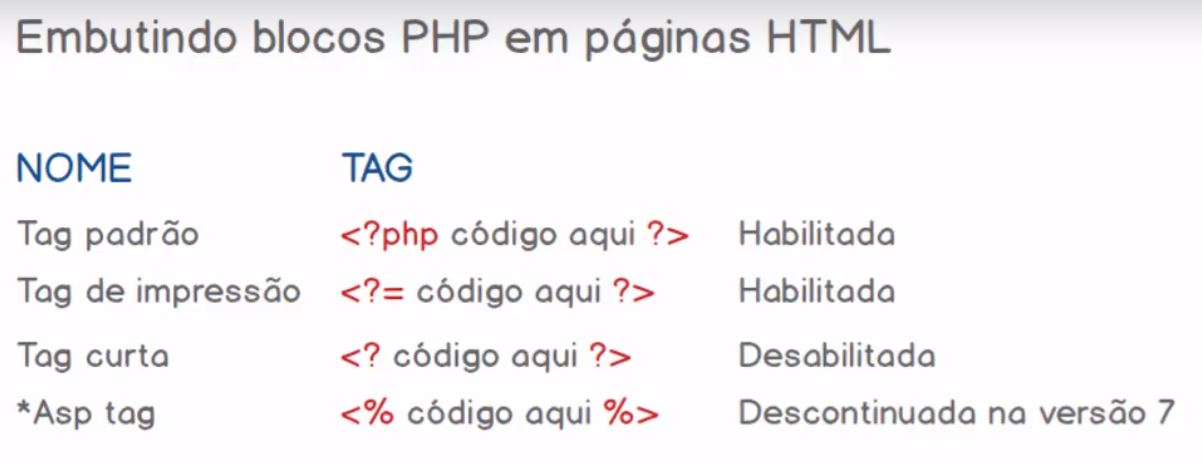 Embutindo blocos PHP em páginas HTML
NOME TAG
Tag padrão <?php código aqui ?> Habilitada
Tag de impressão <?= código aqui ?> Habilitada
Tag curta <? código aqui ?> Desabilitada
*Asp tag <% código aqui %> Descontinuada na versão 7